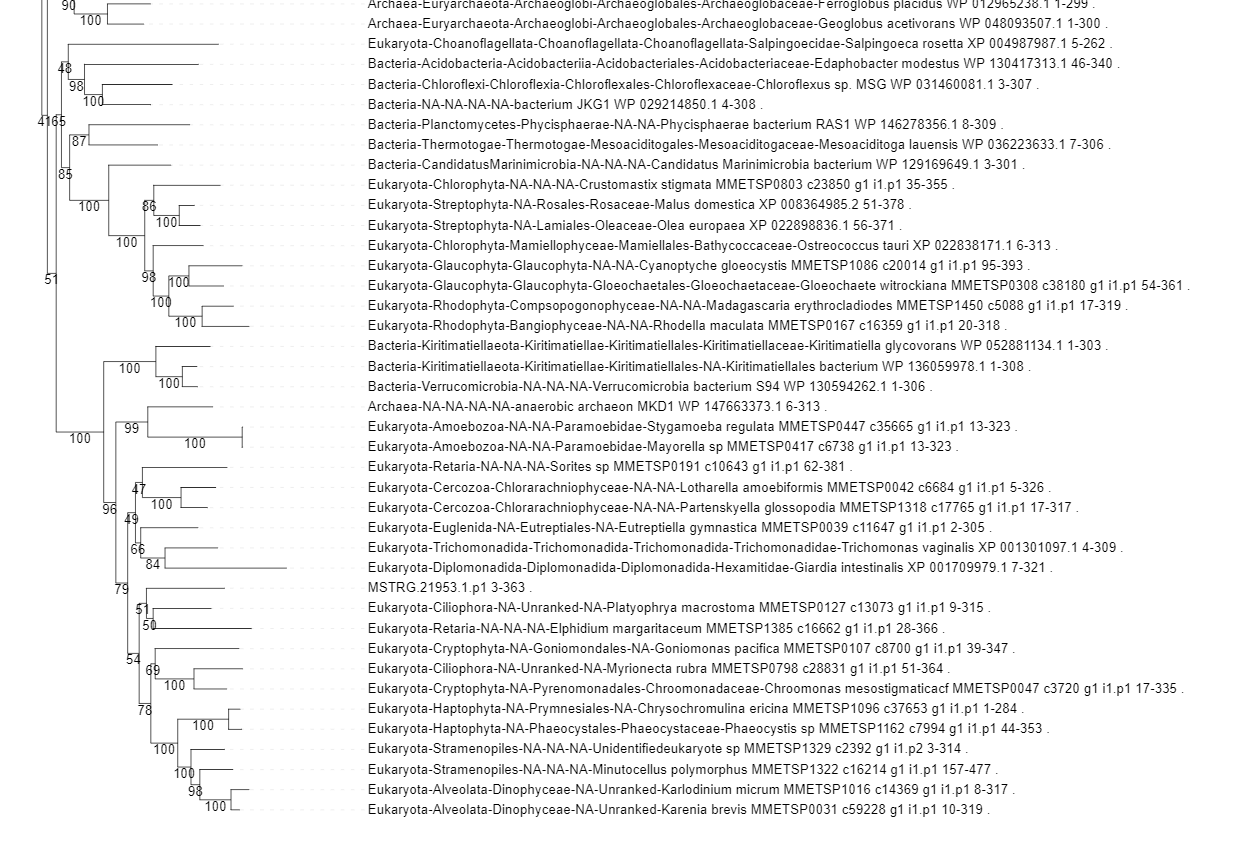 90
Archaea-Euryarchaeota-Archaeoglobi-Archaeoglobales-Archaeoglobaceae-Ferroglobus placidus WP 012965238.1 1-299 .
100
Archaea-Euryarchaeota-Archaeoglobi-Archaeoglobales-Archaeoglobaceae-Geoglobus acetivorans WP 048093507.1 1-300 .
Eukaryota-Choanoflagellata-Choanoflagellata-Choanoflagellata-Salpingoecidae-Salpingoeca rosetta XP 004987987.1 5-262 .
48
Bacteria-Acidobacteria-Acidobacteriia-Acidobacteriales-Acidobacteriaceae-Edaphobacter modestus WP 130417313.1 46-340 .
98
Bacteria-Chloroflexi-Chloroflexia-Chloroflexales-Chloroflexaceae-Chloroflexus sp. MSG WP 031460081.1 3-307 .
100
Bacteria-NA-NA-NA-NA-bacterium JKG1 WP 029214850.1 4-308 .
4165
Bacteria-Planctomycetes-Phycisphaerae-NA-NA-Phycisphaerae bacterium RAS1 WP 146278356.1 8-309 .
87
Bacteria-Thermotogae-Thermotogae-Mesoaciditogales-Mesoaciditogaceae-Mesoaciditoga lauensis WP 036223633.1 7-306 .
85
Bacteria-CandidatusMarinimicrobia-NA-NA-NA-Candidatus Marinimicrobia bacterium WP 129169649.1 3-301 .
Eukaryota-Chlorophyta-NA-NA-NA-Crustomastix stigmata MMETSP0803 c23850 g1 i1.p1 35-355 .
100
86
Eukaryota-Streptophyta-NA-Rosales-Rosaceae-Malus domestica XP 008364985.2 51-378 .
100
Eukaryota-Streptophyta-NA-Lamiales-Oleaceae-Olea europaea XP 022898836.1 56-371 .
100
Eukaryota-Chlorophyta-Mamiellophyceae-Mamiellales-Bathycoccaceae-Ostreococcus tauri XP 022838171.1 6-313 .
Eukaryota-Glaucophyta-Glaucophyta-NA-NA-Cyanoptyche gloeocystis MMETSP1086 c20014 g1 i1.p1 95-393 .
51
98
100
Eukaryota-Glaucophyta-Glaucophyta-Gloeochaetales-Gloeochaetaceae-Gloeochaete witrockiana MMETSP0308 c38180 g1 i1.p1 54-361 .
100
Eukaryota-Rhodophyta-Compsopogonophyceae-NA-NA-Madagascaria erythrocladiodes MMETSP1450 c5088 g1 i1.p1 17-319 .
100
Eukaryota-Rhodophyta-Bangiophyceae-NA-NA-Rhodella maculata MMETSP0167 c16359 g1 i1.p1 20-318 .
Bacteria-Kiritimatiellaeota-Kiritimatiellae-Kiritimatiellales-Kiritimatiellaceae-Kiritimatiella glycovorans WP 052881134.1 1-303 .
100
Bacteria-Kiritimatiellaeota-Kiritimatiellae-Kiritimatiellales-NA-Kiritimatiellales bacterium WP 136059978.1 1-308 .
100
Bacteria-Verrucomicrobia-NA-NA-NA-Verrucomicrobia bacterium S94 WP 130594262.1 1-306 .
Archaea-NA-NA-NA-NA-anaerobic archaeon MKD1 WP 147663373.1 6-313 .
99
Eukaryota-Amoebozoa-NA-NA-Paramoebidae-Stygamoeba regulata MMETSP0447 c35665 g1 i1.p1 13-323 .
100
100
Eukaryota-Amoebozoa-NA-NA-Paramoebidae-Mayorella sp MMETSP0417 c6738 g1 i1.p1 13-323 .
Eukaryota-Retaria-NA-NA-NA-Sorites sp MMETSP0191 c10643 g1 i1.p1 62-381 .
47
Eukaryota-Cercozoa-Chlorarachniophyceae-NA-NA-Lotharella amoebiformis MMETSP0042 c6684 g1 i1.p1 5-326 .
100
96
Eukaryota-Cercozoa-Chlorarachniophyceae-NA-NA-Partenskyella glossopodia MMETSP1318 c17765 g1 i1.p1 17-317 .
49
Eukaryota-Euglenida-NA-Eutreptiales-NA-Eutreptiella gymnastica MMETSP0039 c11647 g1 i1.p1 2-305 .
66
Eukaryota-Trichomonadida-Trichomonadida-Trichomonadida-Trichomonadidae-Trichomonas vaginalis XP 001301097.1 4-309 .
84
Eukaryota-Diplomonadida-Diplomonadida-Diplomonadida-Hexamitidae-Giardia intestinalis XP 001709979.1 7-321 .
79
MSTRG.21953.1.p1 3-363 .
51
Eukaryota-Ciliophora-NA-Unranked-NA-Platyophrya macrostoma MMETSP0127 c13073 g1 i1.p1 9-315 .
50
Eukaryota-Retaria-NA-NA-NA-Elphidium margaritaceum MMETSP1385 c16662 g1 i1.p1 28-366 .
Eukaryota-Cryptophyta-NA-Goniomondales-NA-Goniomonas pacifica MMETSP0107 c8700 g1 i1.p1 39-347 .
54
69
Eukaryota-Ciliophora-NA-Unranked-NA-Myrionecta rubra MMETSP0798 c28831 g1 i1.p1 51-364 .
100
Eukaryota-Cryptophyta-NA-Pyrenomonadales-Chroomonadaceae-Chroomonas mesostigmaticacf MMETSP0047 c3720 g1 i1.p1 17-335 .
78
Eukaryota-Haptophyta-NA-Prymnesiales-NA-Chrysochromulina ericina MMETSP1096 c37653 g1 i1.p1 1-284 .
100
Eukaryota-Haptophyta-NA-Phaeocystales-Phaeocystaceae-Phaeocystis sp MMETSP1162 c7994 g1 i1.p1 44-353 .
100
Eukaryota-Stramenopiles-NA-NA-NA-Unidentifiedeukaryote sp MMETSP1329 c2392 g1 i1.p2 3-314 .
100
Eukaryota-Stramenopiles-NA-NA-NA-Minutocellus polymorphus MMETSP1322 c16214 g1 i1.p1 157-477 .
98
Eukaryota-Alveolata-Dinophyceae-NA-Unranked-Karlodinium micrum MMETSP1016 c14369 g1 i1.p1 8-317 .
100
Eukaryota-Alveolata-Dinophyceae-NA-Unranked-Karenia brevis MMETSP0031 c59228 g1 i1.p1 10-319 .